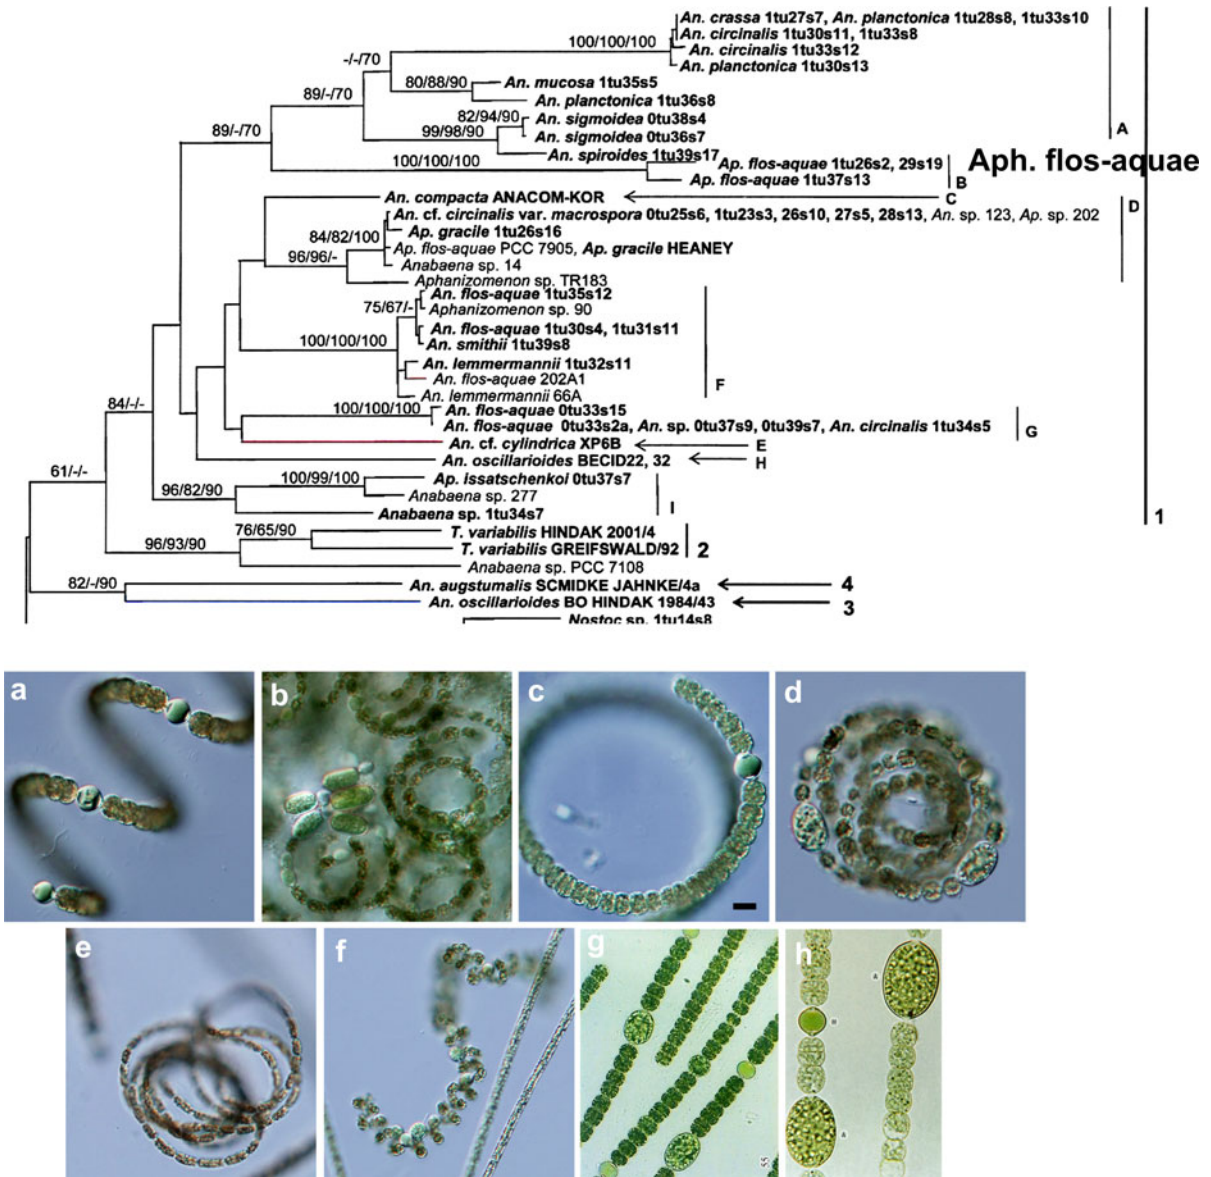 An. crassa 1tu27s7, An. planctonica 1tu28s8, 1tu33s10
An. circinalis 1tu30s11, 1tu33s8
100/100/100
An. circinalis 1tu33s12
-/-/70
An. planctonica 1tu30s13
80/88/90
An. mucosa 1tu35s5
89/-/70
An. planctonica 1tu36s8
82/94/90
An. sigmoidea 0tu38s4
89/-/70
A
99/98/90
An. sigmoidea 0tu36s7
An. spiroides 1tu39s17
100/100/100
Ap. flos-aquae 1tu26s2, 29s19
Aph. flos-aquae
Ap. flos-aquae 1tu37s13
B
An. compacta ANACOM-KOR
C
D
An. cf. circinalis var. macrospora 0tu25s6, 1tu23s3, 26s10, 27s5, 28s13, An. sp. 123, Ap. sp. 202
Ap. gracile 1tu26s16
84/82/100
Ap. flos-aquae PCC 7905, Ap. gracile HEANEY
96/96/-
Anabaena sp. 14
Aphanizomenon sp. TR183
An. flos-aquae 1tu35s12
75/67/-
Aphanizomenon sp. 90
An. flos-aquae 1tu30s4, 1tu31s11
100/100/100
An. smithii 1tu39s8
An. lemmermannii 1tu32s11
An. flos-aquae 202A1
F
An. lemmermannii 66A
84/-/-
100/100/100
An. flos-aquae 0tu33s15
An. flos-aquae 0tu33s2a, An. sp. 0tu37s9, 0tu39s7, An. circinalis 1tu34s5
G
An. cf. cylindrica XP6B
E
An. oscillarioides BECID22, 32
H
61/-/-
100/99/100
Ap. issatschenkoi 0tu37s7
96/82/90
Anabaena sp. 277
I
Anabaena sp. 1tu34s7
1
76/65/90
T. variabilis HINDAK 2001/4
96/93/90
T. variabilis GREIFSWALD/92
2
Anabaena sp. PCC 7108
82/-/90
An. augstumalis SCMIDKE JAHNKE/4a
4
An. oscillarioides BO HINDAK 1984/43
3
Nostoc sp. 1tu14s8
a
b
c
d
e
f
g
h
55